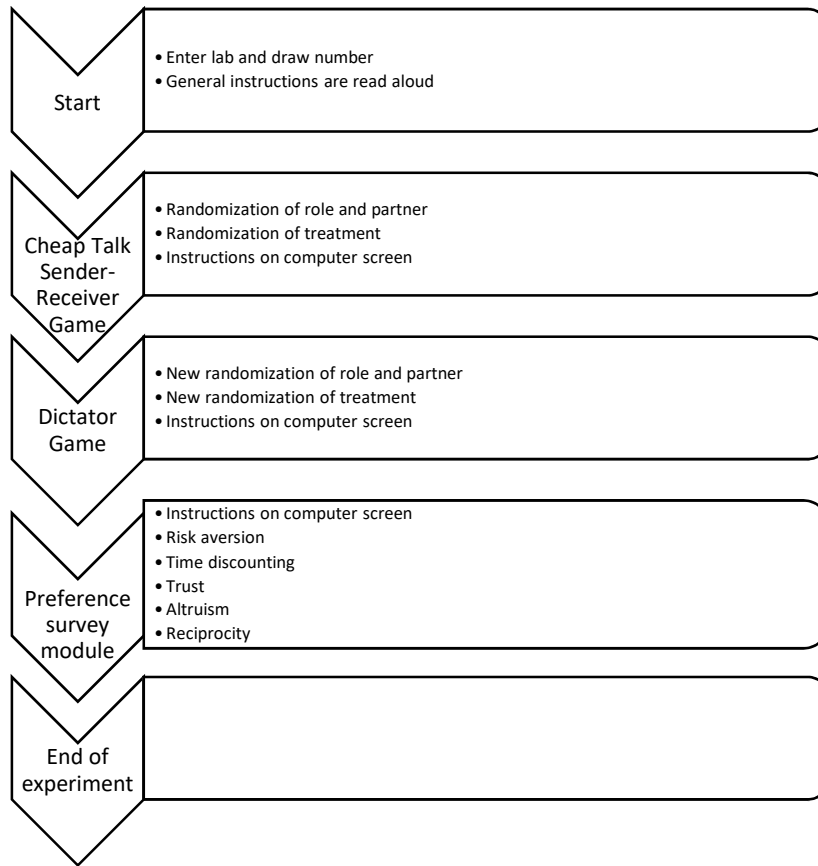 Start
• Enter lab and draw number
• General instructions are read aloud
Cheap Talk
Sender-
Receiver
Game
• Randomization of role and partner
• Randomization of treatment
• Instructions on computer screen
Dictator
Game
• New randomization of role and partner
• New randomization of treatment
• Instructions on computer screen
Preference
survey
module
• Instructions on computer screen
• Risk aversion
• Time discounting
• Trust
• Altruism
• Reciprocity
End of
experiment